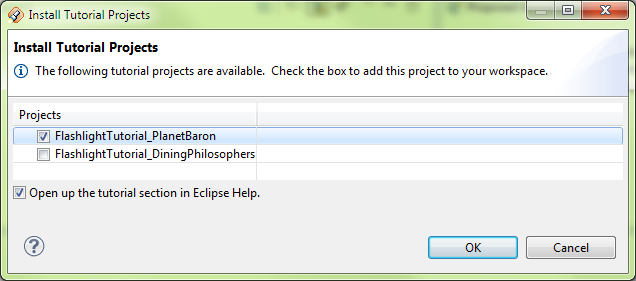 Install Tutorial Projects
Install Tutorial Projects
The following tutorial projects are available.  Check the box to add this project to your workspace.
Projects
FlashlightTutorial_PlanetBaron
FlashlightTutorial_DiningPhilosophers
Open up the tutorial section in Eclipse Help.
OK Cancel